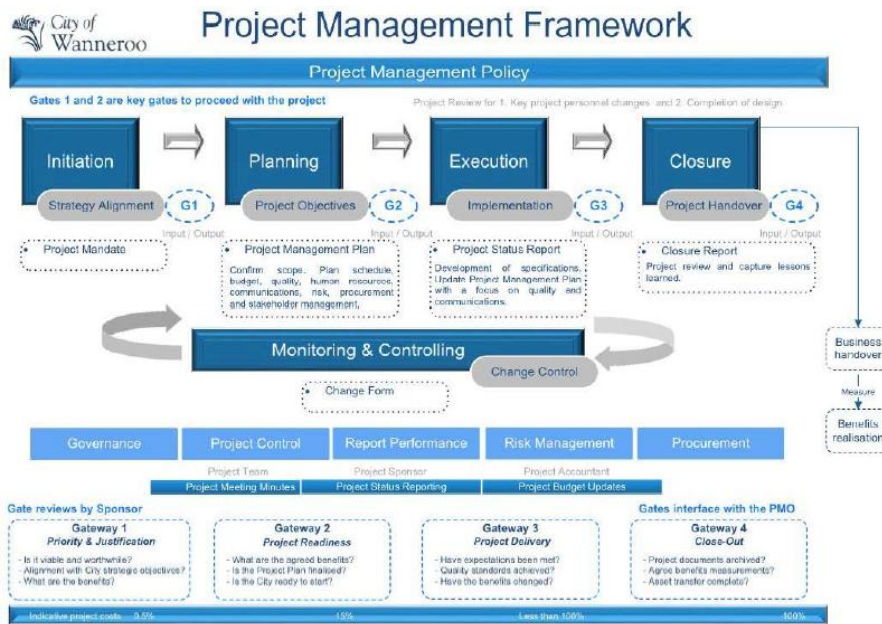 City of
Wanneroo
Project Management Framework
Project Management Policy
Gates 1 and 2 are key gates to proceed with the project
Project Review for 1. Key project personnel changes and 2. Completion of design
Initiation
Planning
Execution
Closure
Strategy Alignment
G1
Project Objectives
G2
Implementation
G3
Project Handover
G4
Input / Output
Input / Output
Input / Output
Input / Output
• Project Mandate
• Project Management Plan
Confirm scope. Plan schedule,
budget, quality, human resources,
communications, risk, procurement
and stakeholder management.
• Project Status Report
Development of specifications.
Update Project Management Plan
with a focus on quality and
communications.
• Closure Report
Project review and capture lessons
learned.
Monitoring & Controlling
Change Control
• Change Form
Business
handover
Measure
Benefits
realisation
Governance
Project Control
Report Performance
Risk Management
Procurement
Project Team
Project Sponsor
Project Accountant
Project Meeting Minutes
Project Status Reporting
Project Budget Updates
Gate reviews by Sponsor
Gates interface with the PMO
Gateway 1
Priority & Justification
- Is it viable and worthwhile?
- Alignment with City strategic objectives?
- What are the benefits?
Gateway 2
Project Readiness
- What are the agreed benefits?
- Is the Project Plan finalised?
- Is the City ready to start?
Gateway 3
Project Delivery
- Have expectations been met?
- Quality standards achieved?
- Have the benefits changed?
Gateway 4
Close-Out
- Project documents archived?
- Agree benefits measurements?
- Asset transfer complete?
Indicative project costs
0.5%
15%
Less than 100%
100%